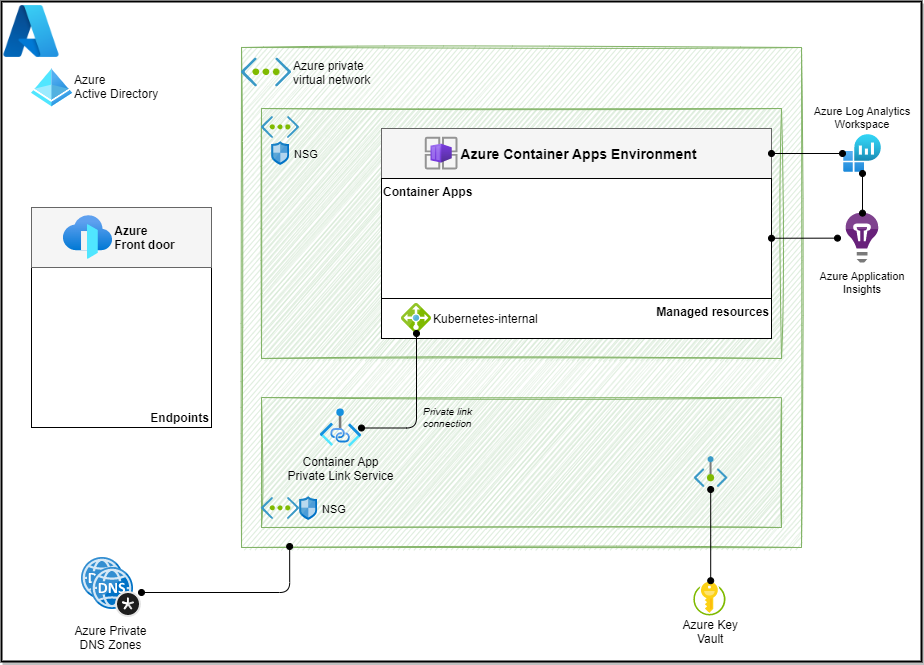 Azure
Active Directory
Azure private
virtual network
NSG
Azure Container Apps Environment
Container Apps
Kubernetes-internal
Managed resources
Azure Log Analytics
Workspace
Azure Application
Insights
Azure
Front door
Endpoints
Private link
connection
Container App
Private Link Service
NSG
DNS
Azure Private
DNS Zones
Azure Key
Vault